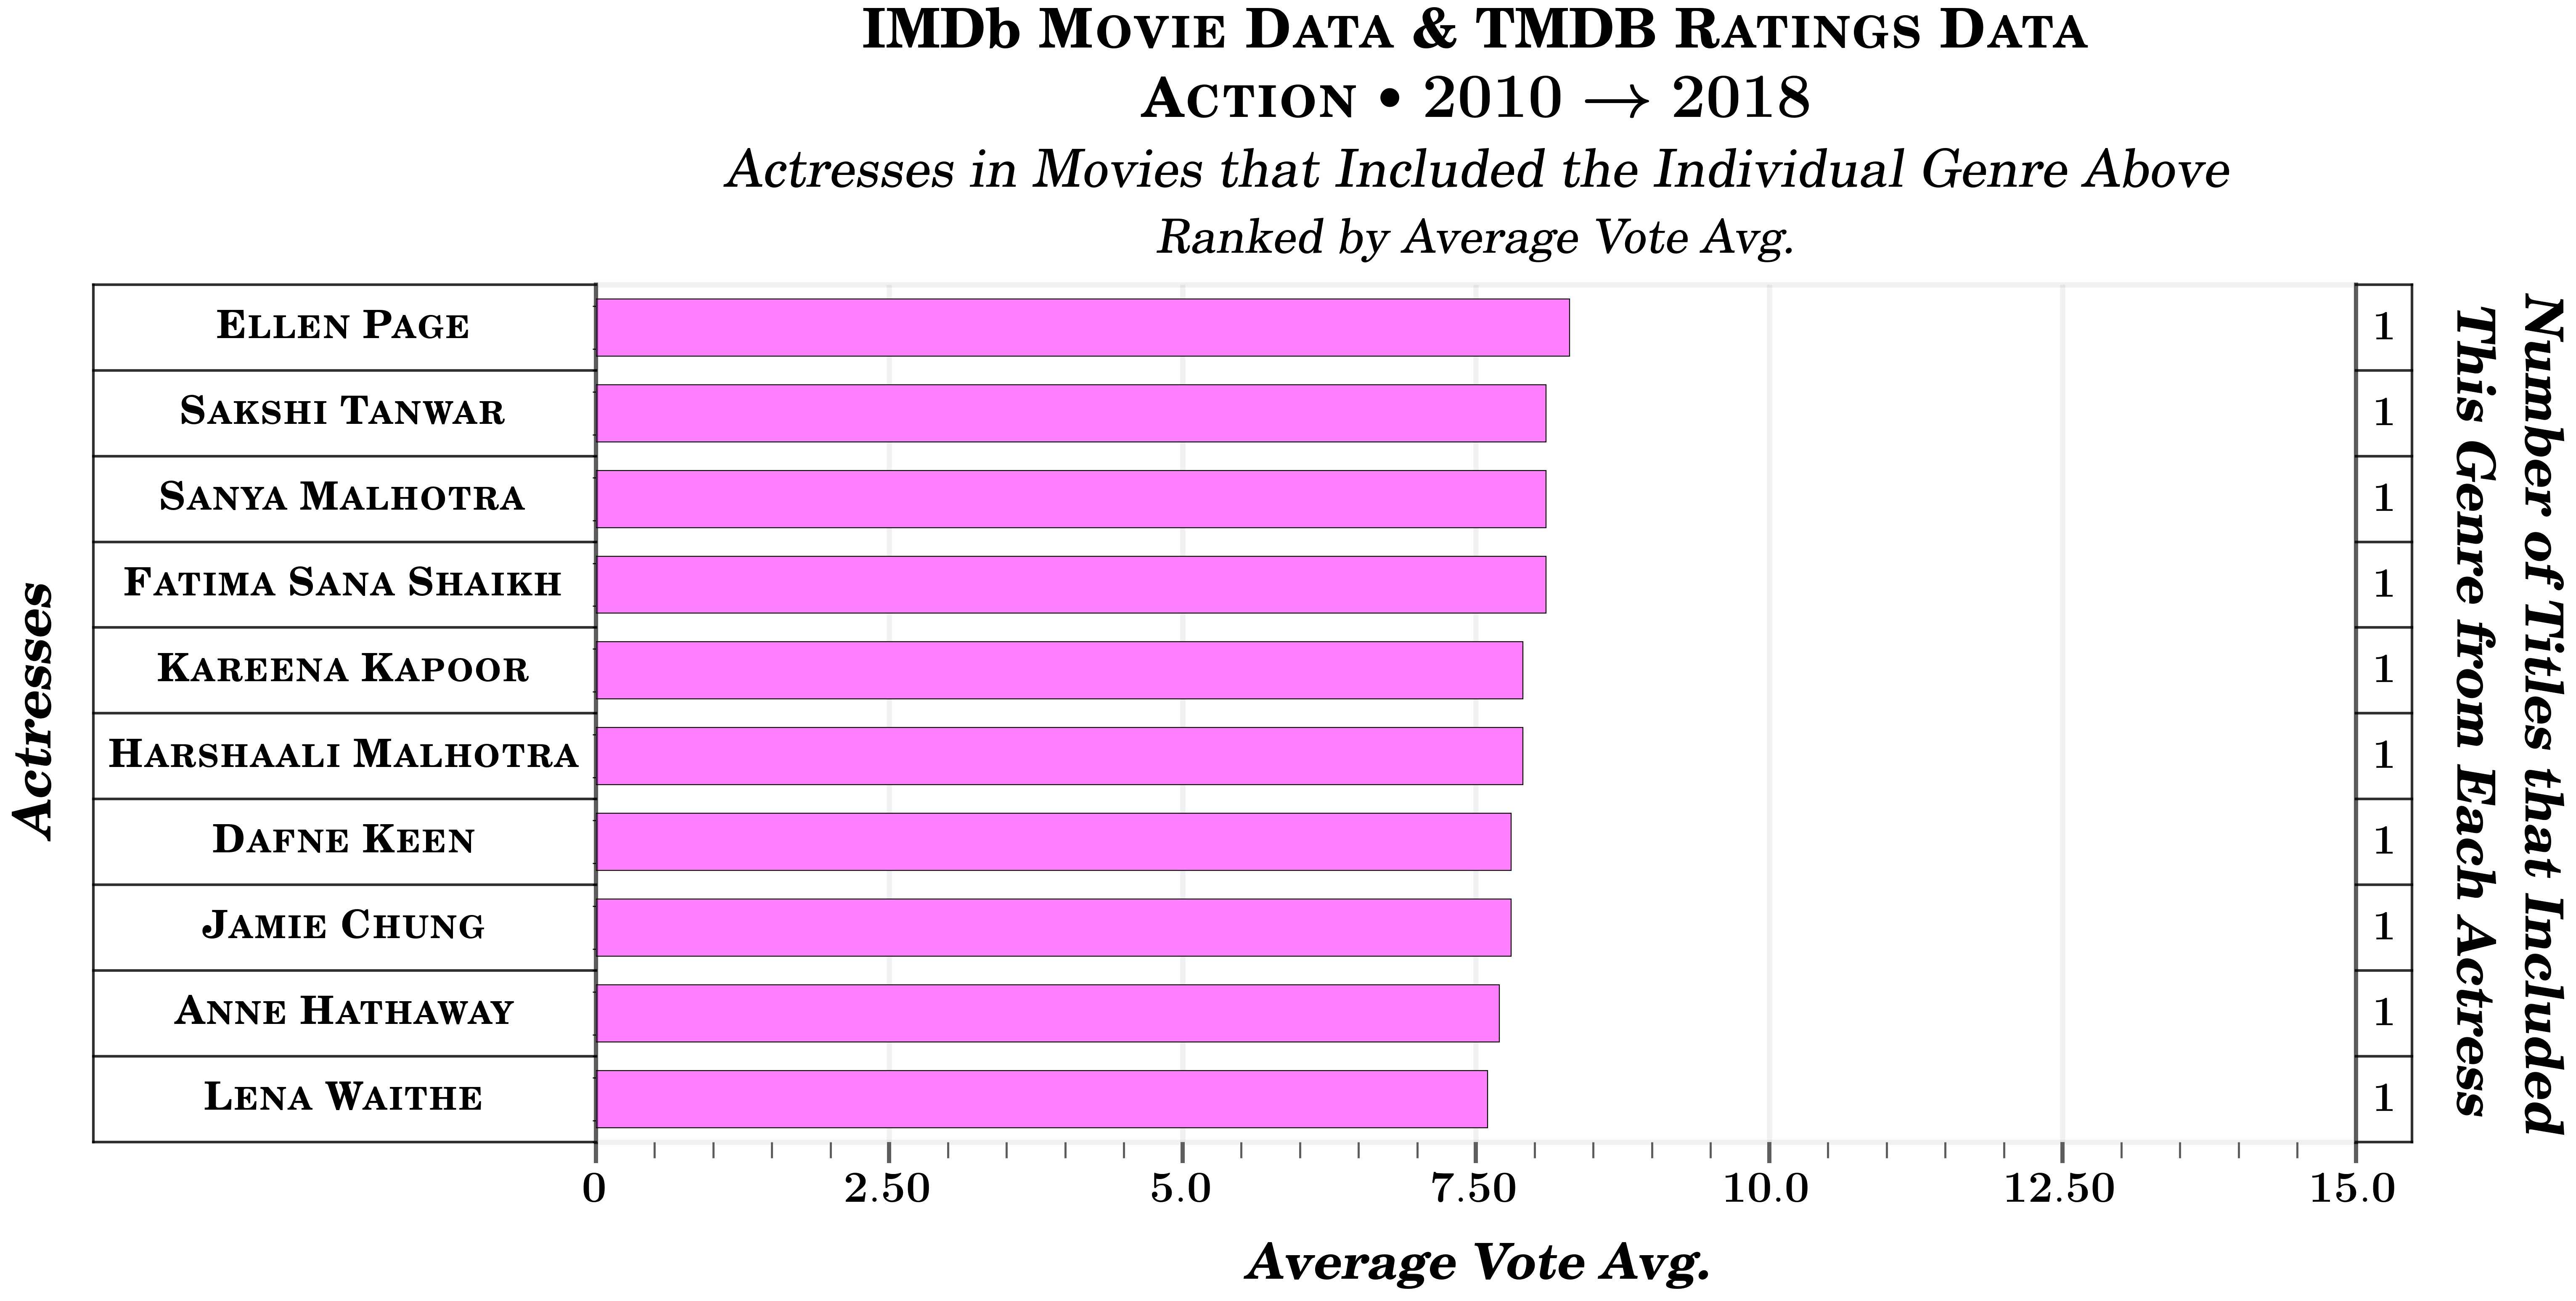 IMDb Movie Data & TMDB Ratings Data
Action • 2010 → 2018
Actresses in Movies that Included the Individual Genre Above
Ranked by Average Vote Avg.
Actresses
Ellen Page 1
Sakshi Tanwar 1
Sanya Malhotra 1
Fatima Sana Shaikh 1
Kareena Kapoor 1
Harshaali Malhotra 1
Dafne Keen 1
Jamie Chung 1
Anne Hathaway 1
Lena Waithe 1
Number of Titles that Included
This Genre from Each Actress
0 2.50 5.0 7.50 10.0 12.50 15.0
Average Vote Avg.